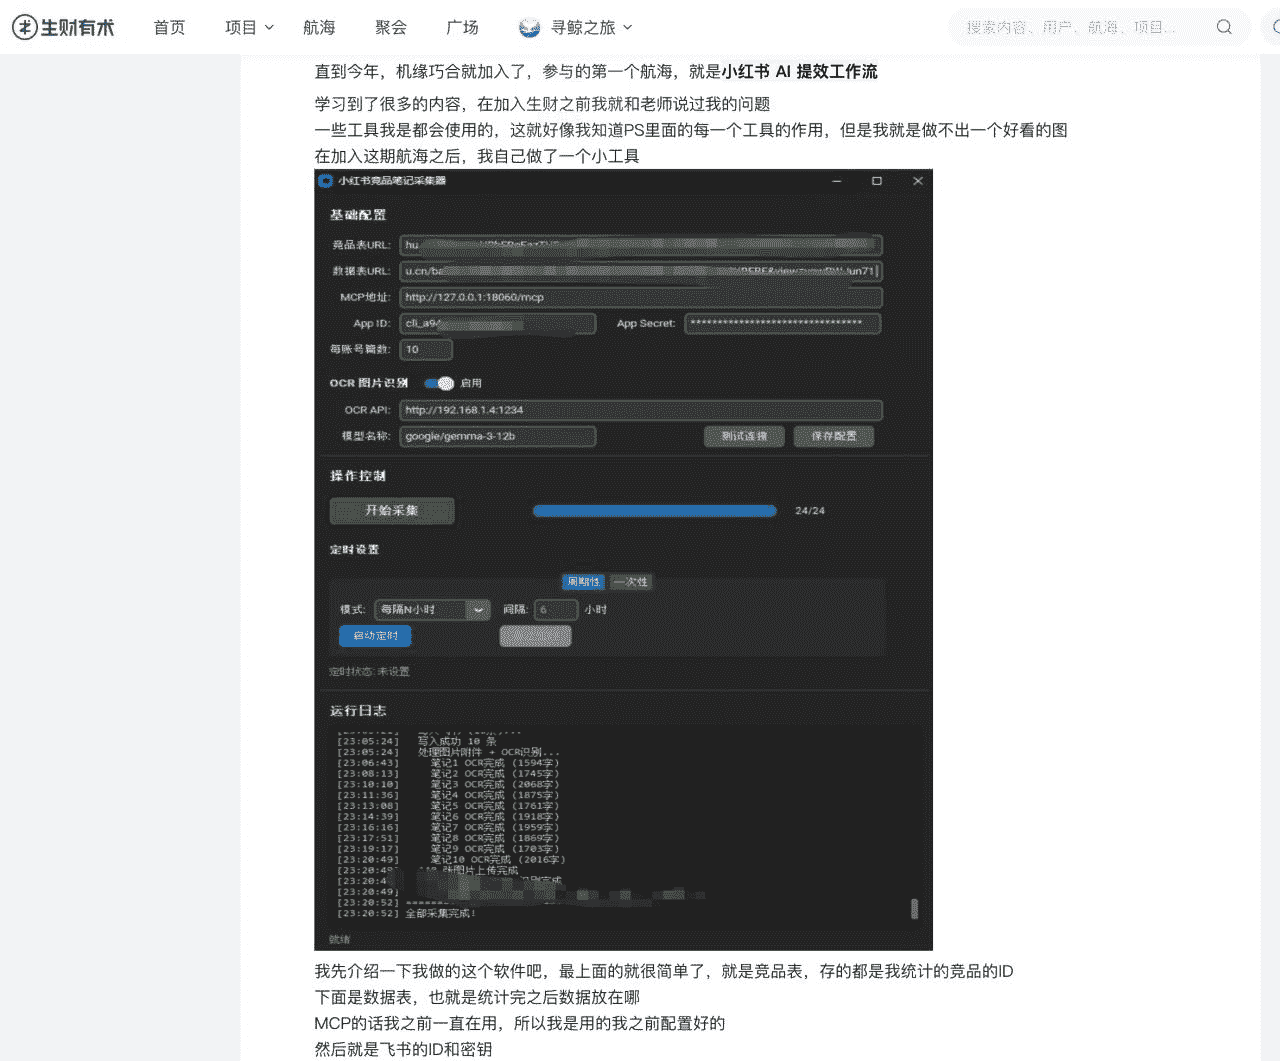 生财有术 首页 项目 航海 聚会 广场 寻鲸之旅 搜索内容、用户、航海、项目...
直到今年，机缘巧合就加入了，参与的第一个航海，就是小红书 AI 提效工作流
学习到了很多的内容，在加入生财之前我就和老师说过我的问题
一些工具我是都会使用的，这就好像我知道PS里面的每一个工具的作用，但是我就是做不出一个好看的图
在加入这期航海之后，我自己做了一个小工具
小红书竞品笔记采集器
基础配置
竞品表URL: hu
数据表URL: u.cn/ba
MCP地址: http://127.0.0.1:18060/mcp
App ID: cli_a94 App Secret: ********************************
每账号篇数: 10
OCR 图片识别 启用
OCR API: http://192.168.1.4:1234
模型名称: google/gemma-3-12b 测试连接 保存配置
操作控制
开始采集 24/24
定时设置
周期性 一次性
模式: 每隔N小时 间隔: 6 小时
启动定时
定时状态: 未设置
运行日志
[23:05:24] 写入成功 10 条
[23:05:24] 处理图片附件 + OCR识别...
[23:06:43] 笔记1 OCR完成 (1594字)
[23:08:13] 笔记2 OCR完成 (1745字)
[23:10:10] 笔记3 OCR完成 (2068字)
[23:11:36] 笔记4 OCR完成 (1875字)
[23:13:08] 笔记5 OCR完成 (1761字)
[23:14:39] 笔记6 OCR完成 (1918字)
[23:16:16] 笔记7 OCR完成 (1959字)
[23:17:51] 笔记8 OCR完成 (1869字)
[23:19:17] 笔记9 OCR完成 (1703字)
[23:20:49] 笔记10 OCR完成 (2016字)
[23:20:49] 张图片上传完成
[23:20:4 识别完成
[23:20:49]
[23:20:52]
[23:20:52] 全部采集完成!
就绪
我先介绍一下我做的这个软件吧，最上面的就很简单了，就是竞品表，存的都是我统计的竞品的ID
下面是数据表，也就是统计完之后数据放在哪
MCP的话我之前一直在用，所以我是用的我之前配置好的
然后就是飞书的ID和密钥